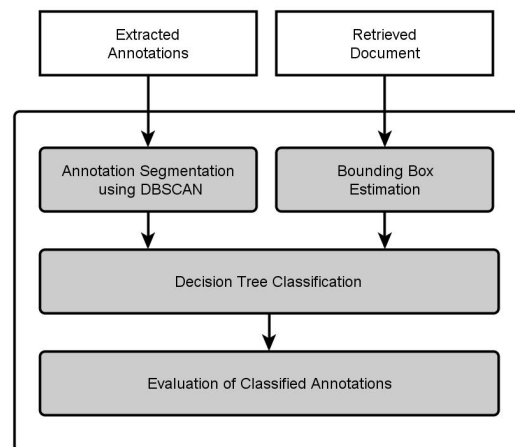 Extracted
Annotations
Retrieved
Document
Annotation Segmentation
using DBSCAN
Bounding Box
Estimation
Decision Tree Classification
Evaluation of Classified Annotations